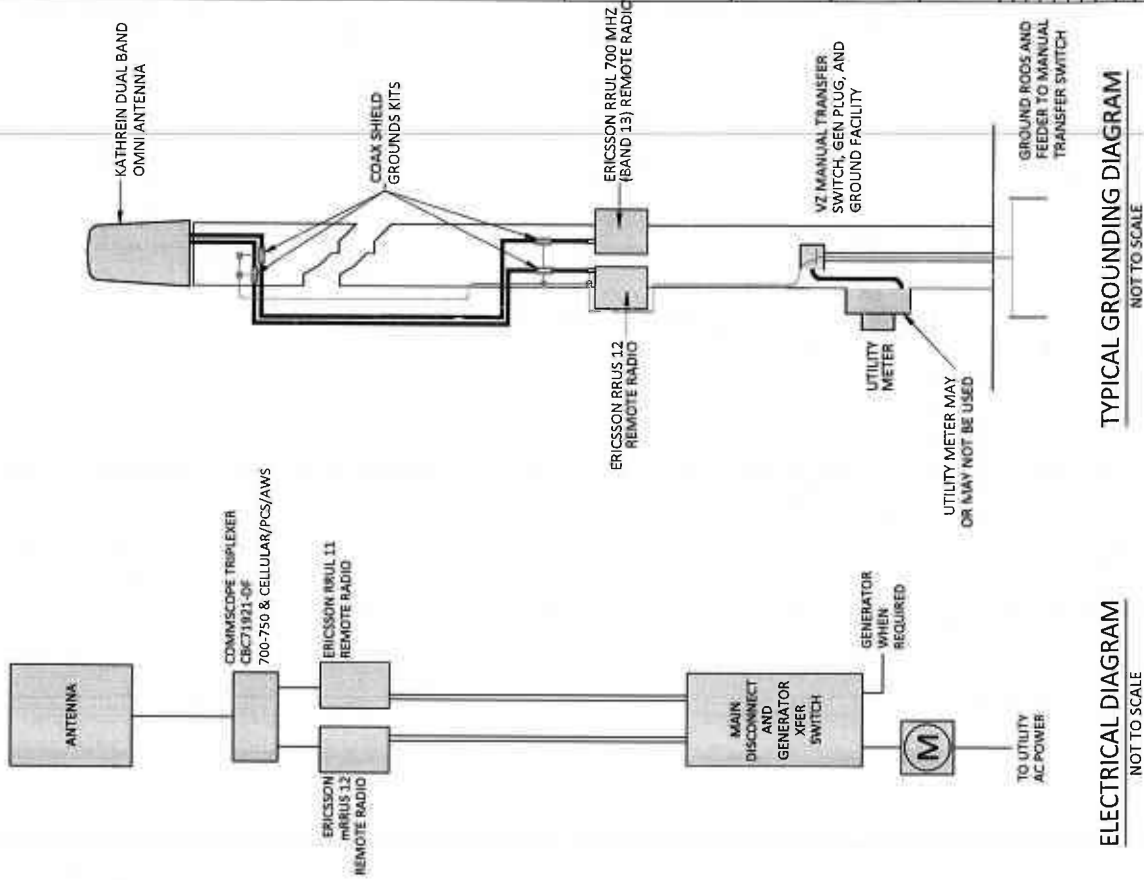 KATHREIN DUAL BAND
OMNI ANTENNA
COAX SHIELD
GROUNDS KITS
ERICSSON RRUL 700 MHZ
(BAND 13) REMOTE RADIO
ERICSSON RRUS 12
REMOTE RADIO
VZ MANUAL TRANSFER
SWITCH, GEN PLUG, AND
GROUND FACILITY
UTILITY
METER
UTILITY METER MAY
OR MAY NOT BE USED
GROUND RODS AND
FEEDER TO MANUAL
TRANSFER SWITCH
TYPICAL GROUNDING DIAGRAM
NOT TO SCALE
ANTENNA
COMMSCOPE TRIPLEXER
CBC71921-DF
700-750 & CELLULAR/PCS/AWS
ERICSSON RRUL 11
REMOTE RADIO
ERICSSON
mRRUS 12
REMOTE RADIO
MAIN
DISCONNECT
AND
GENERATOR
XFER
SWITCH
GENERATOR
WHEN
REQUIRED
M
TO UTILITY
AC POWER
ELECTRICAL DIAGRAM
NOT TO SCALE